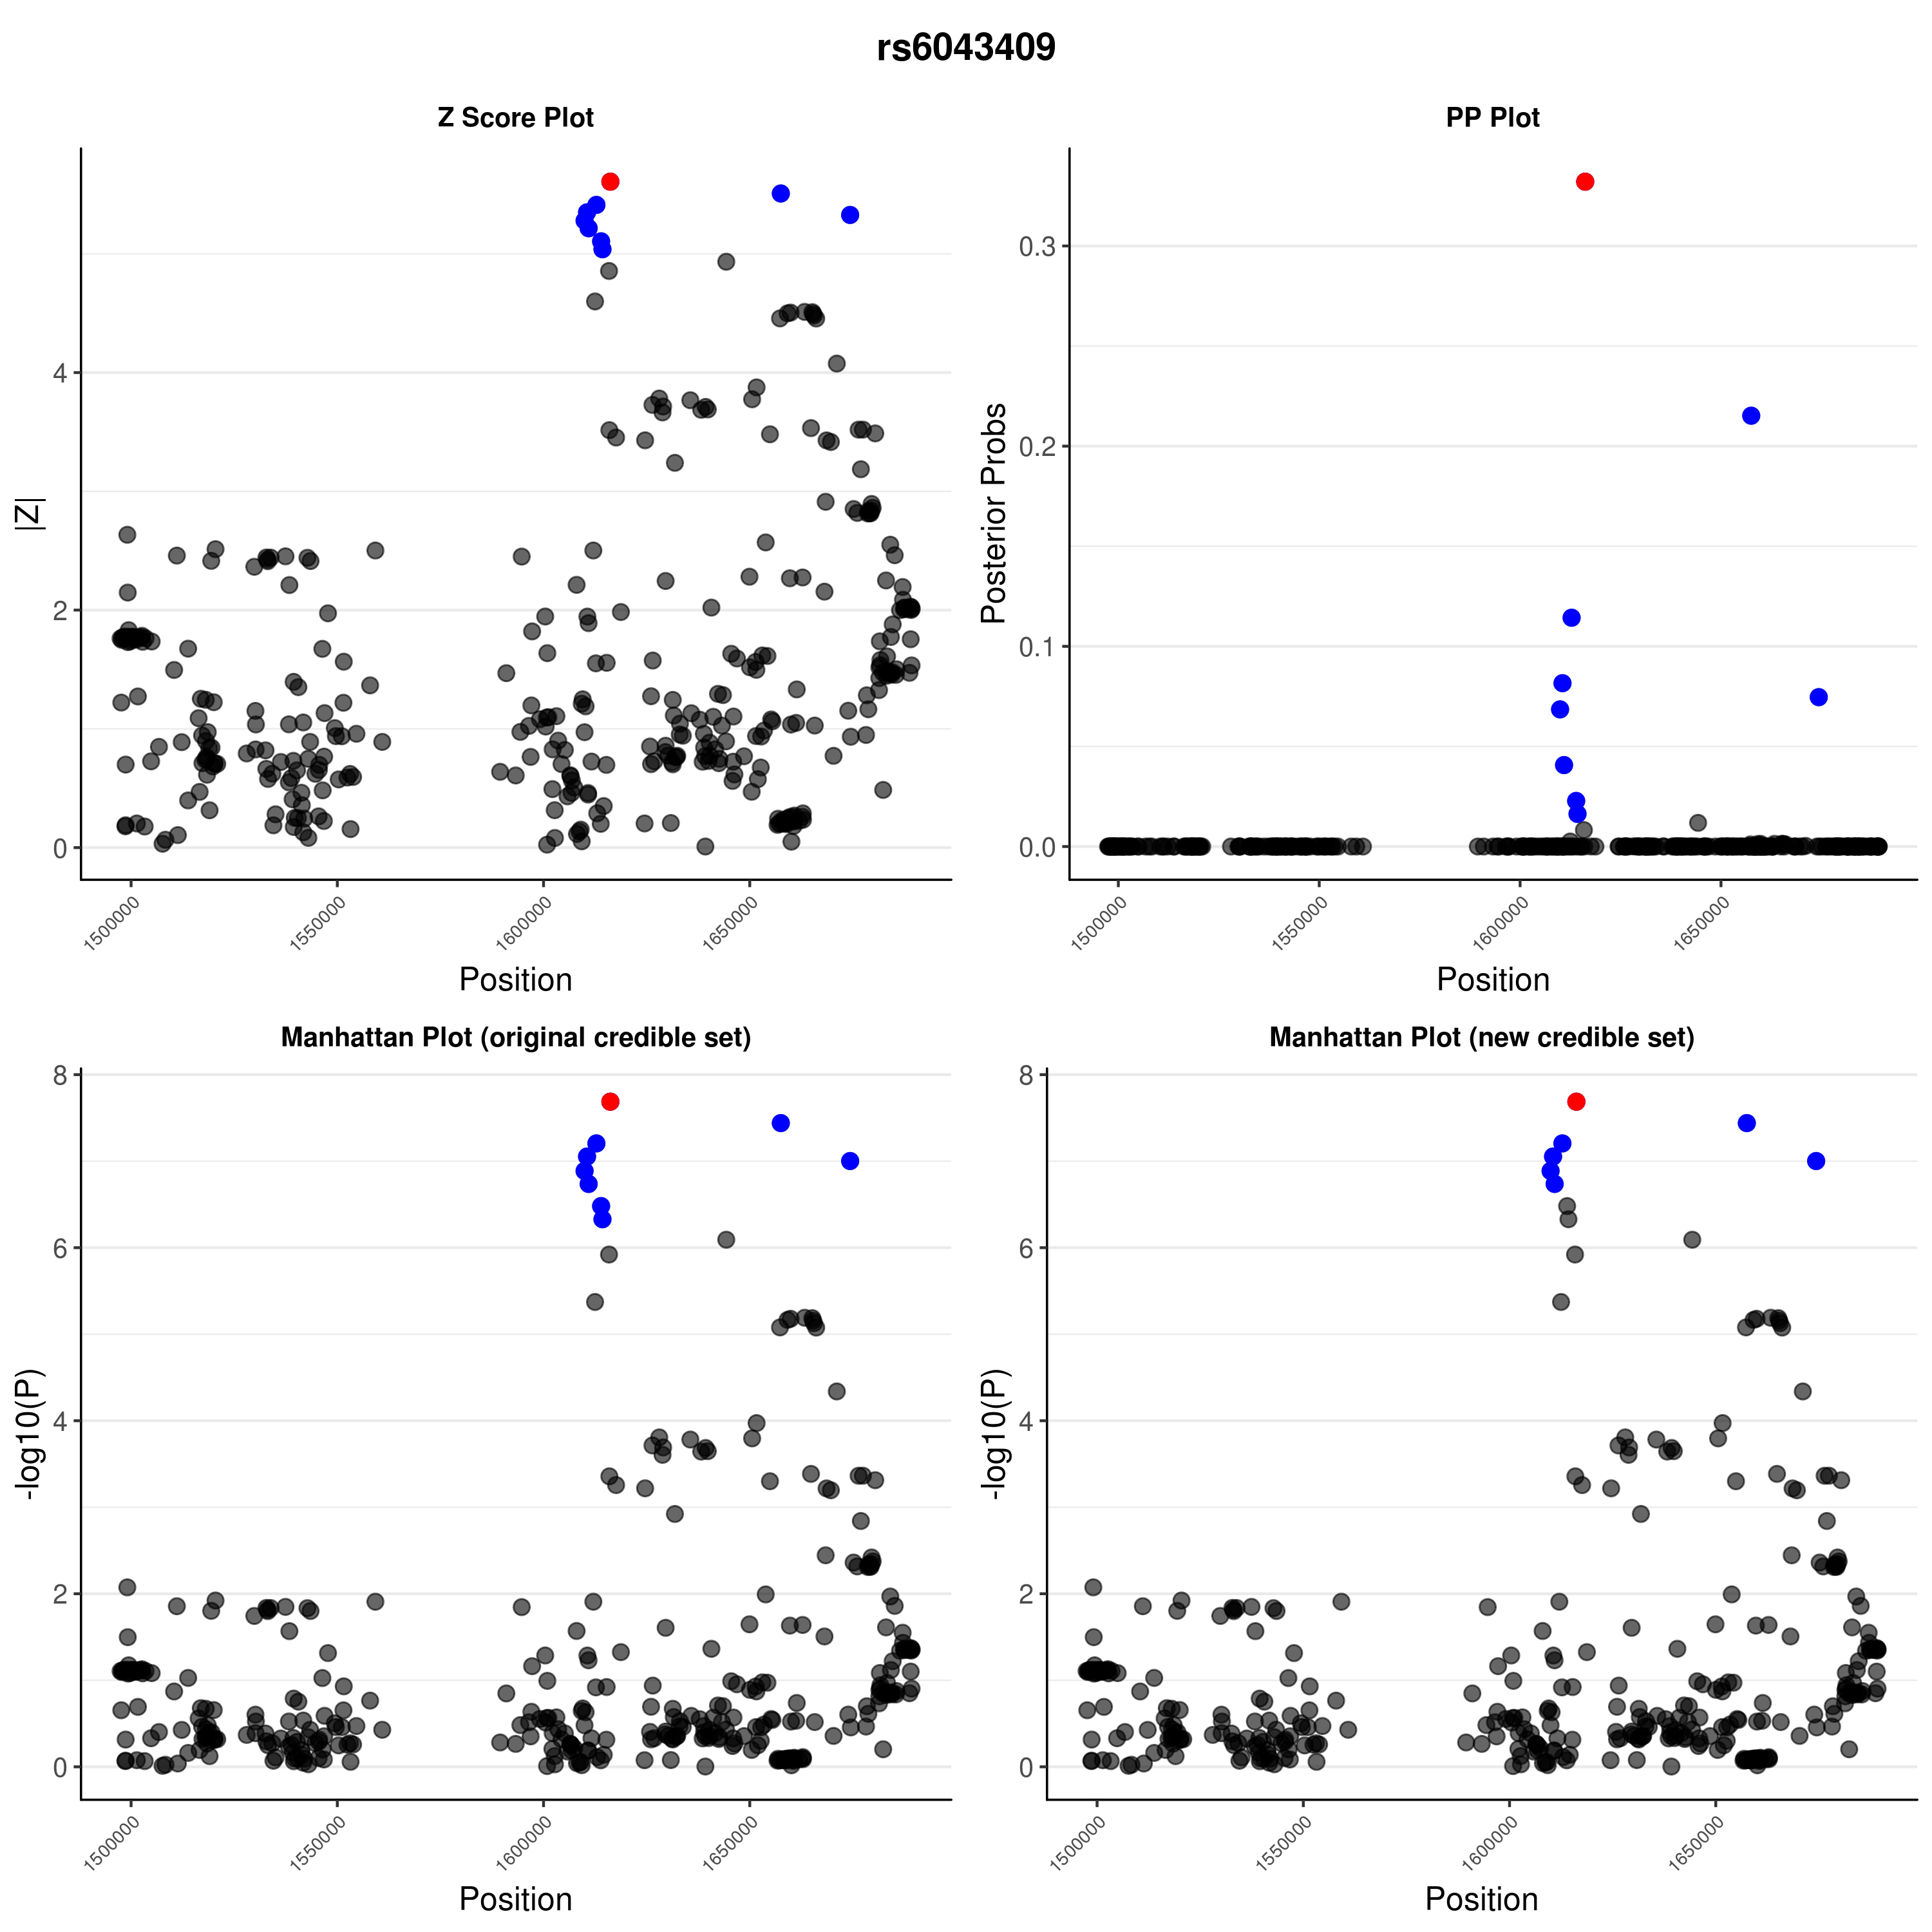 rs6043409
Z Score Plot
|Z|
4
2
0
1500000
1550000
1600000
1650000
Position
PP Plot
Posterior Probs
0.3
0.2
0.1
0.0
1500000
1550000
1600000
1650000
Position
Manhattan Plot (original credible set)
-log10(P)
8
6
4
2
0
1500000
1550000
1600000
1650000
Position
Manhattan Plot (new credible set)
-log10(P)
8
6
4
2
0
1500000
1550000
1600000
1650000
Position